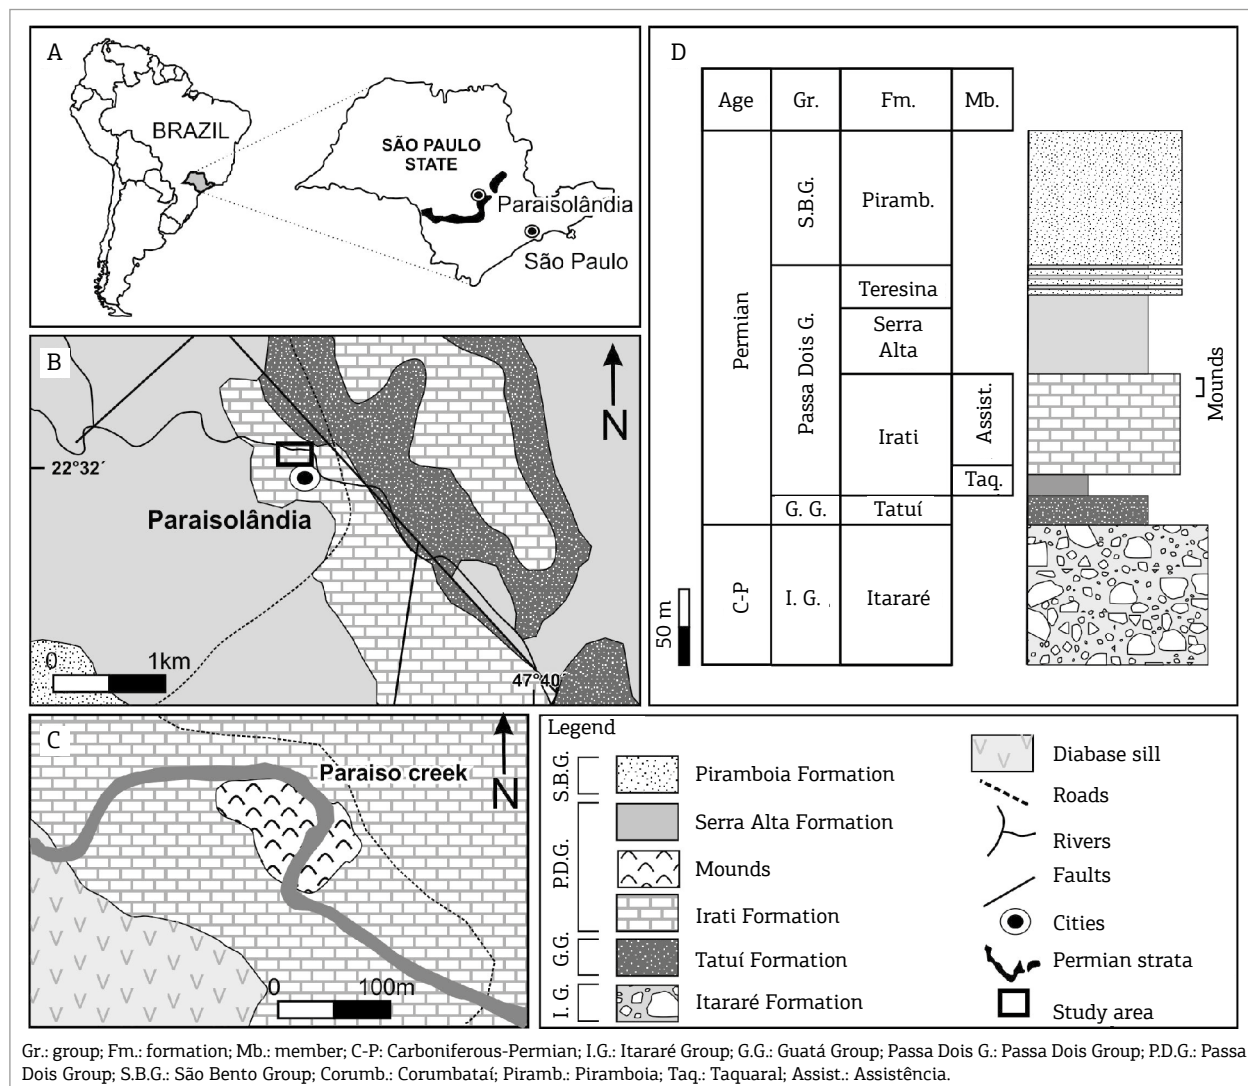 A
BRAZIL
SÃO PAULO
STATE
Paraisolândia
São Paulo
B
N
22°32´
Paraisolândia
0
1km
47°40
C
Paraiso creek
N
0
100m
D
Age
Gr.
Fm.
Mb.
Permian
C-P
S.B.G.
Passa Dois G.
G. G.
I. G.
Piramb.
Teresina
Serra
Alta
Irati
Tatuí
Itararé
Assist.
Taq.
Mounds
50 m
Legend
S.B.G.
P.D.G.
G.G.
I. G.
Piramboia Formation
Serra Alta Formation
Mounds
Irati Formation
Tatuí Formation
Itararé Formation
Diabase sill
Roads
Rivers
Faults
Cities
Permian strata
Study area
Gr.: group; Fm.: formation; Mb.: member; C-P: Carboniferous-Permian; I.G.: Itararé Group; G.G.: Guatá Group; Passa Dois G.: Passa Dois Group; P.D.G.: Passa
Dois Group; S.B.G.: São Bento Group; Corumb.: Corumbataí; Piramb.: Piramboia; Taq.: Taquaral; Assist.: Assistência.